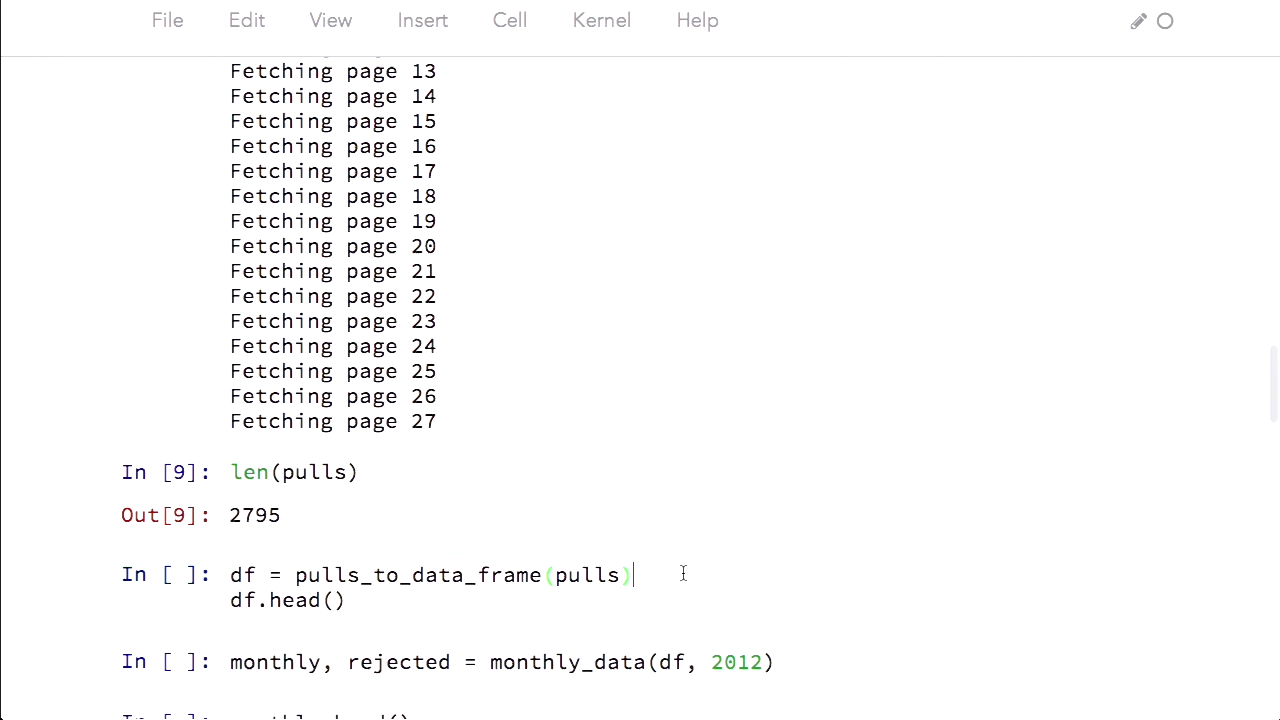 File Edit View Insert Cell Kernel Help
Fetching page 13
Fetching page 14
Fetching page 15
Fetching page 16
Fetching page 17
Fetching page 18
Fetching page 19
Fetching page 20
Fetching page 21
Fetching page 22
Fetching page 23
Fetching page 24
Fetching page 25
Fetching page 26
Fetching page 27
In [9]: len(pulls)
Out[9]: 2795
In [ ]: df = pulls_to_data_frame(pulls)
df.head()
In [ ]: monthly, rejected = monthly_data(df, 2012)